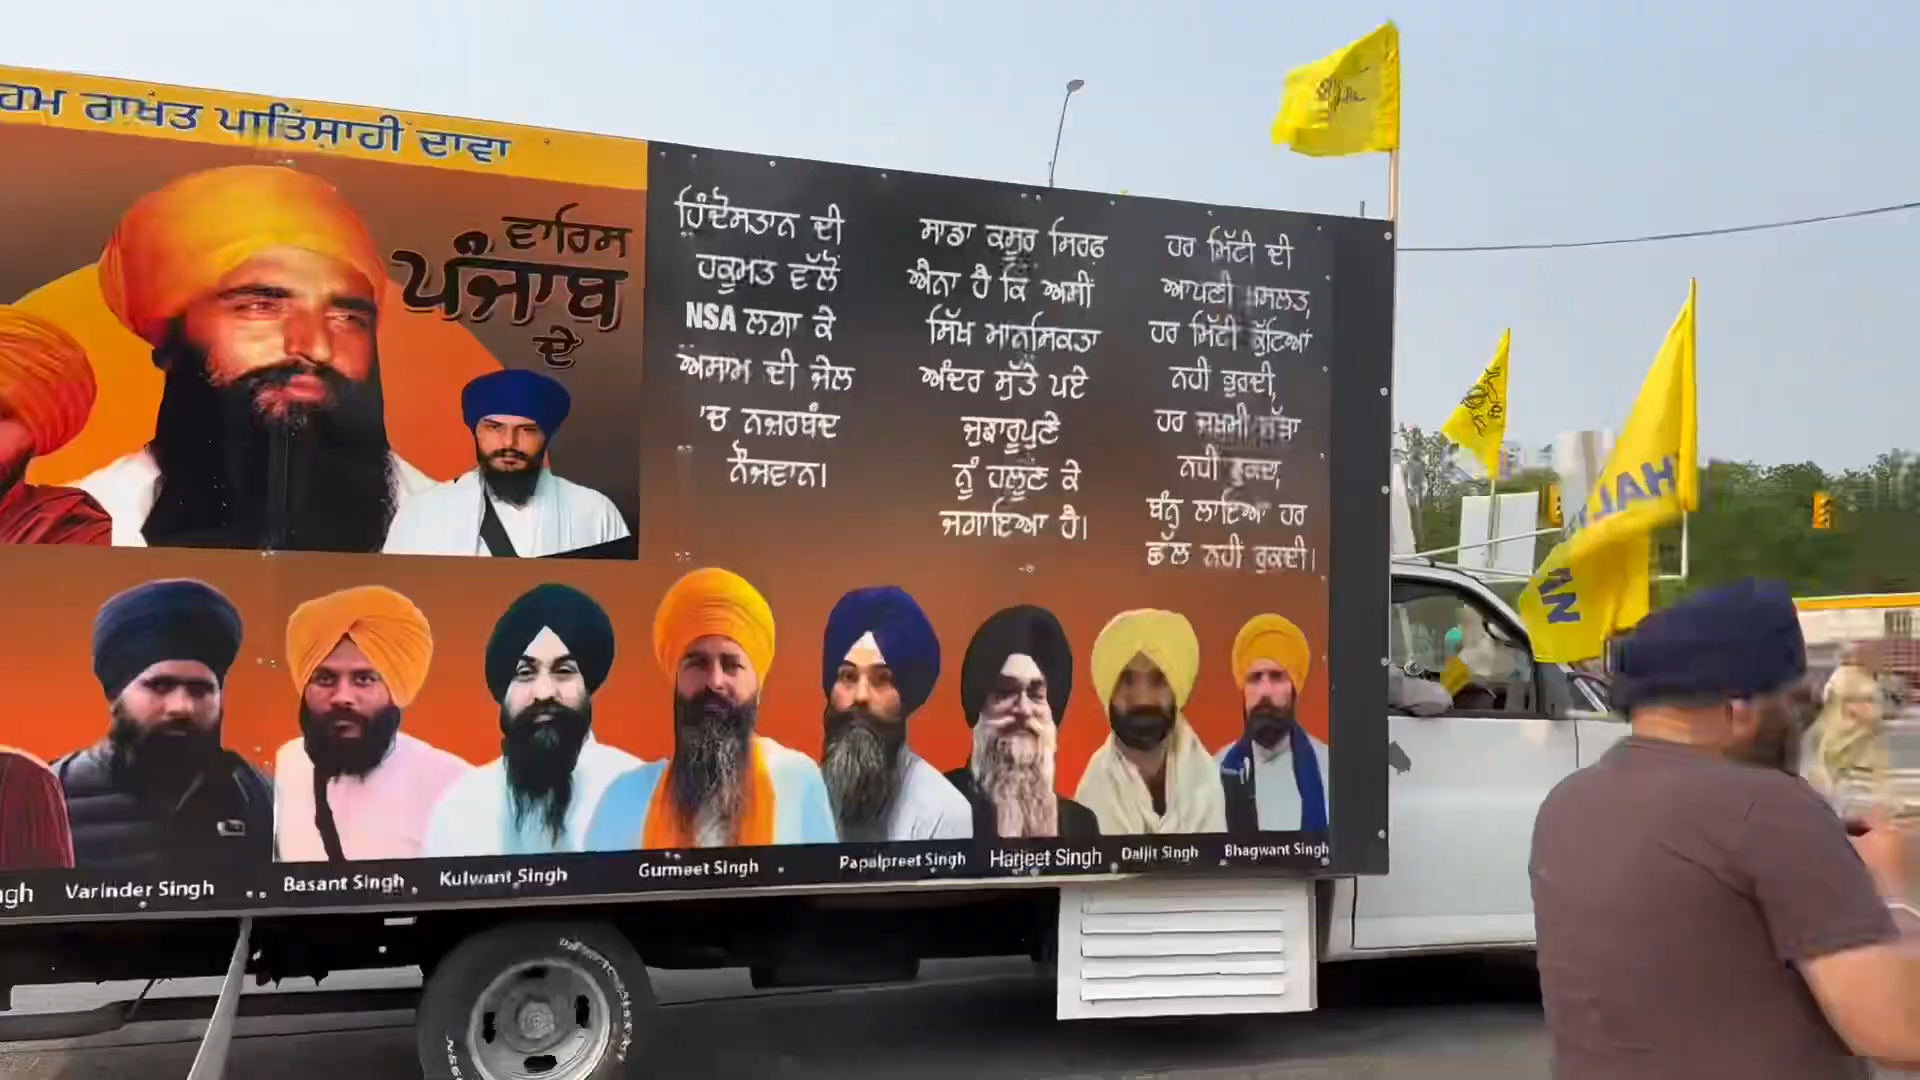 ਰਾਖਤ ਪਾਤਿਸ਼ਾਹੀ ਦਾਵਾ
ਵਾਰਿਸ
ਪੰਜਾਬ
ਦੇ
ਹਿੰਦੋਸਤਾਨ ਦੀ
ਹਕੂਮਤ ਵੱਲੋਂ
NSA ਲਗਾ ਕੇ
ਅਸਾਮ ਦੀ ਜੇਲ
'ਚ ਨਜ਼ਰਬੰਦ
ਨੌਜਵਾਨ।
ਸਾਡਾ ਕਸੂਰ ਸਿਰਫ਼
ਐਨਾ ਹੈ ਕਿ ਅਸੀਂ
ਸਿੱਖ ਮਾਨਸਿਕਤਾ
ਅੰਦਰ ਸੁੱਤੇ ਪਏ
ਜੁਝਾਰੂਪੁਣੇ
ਨੂੰ ਹਲੂਣ ਕੇ
ਜਗਾਇਆ ਹੈ।
ਹਰ ਮਿੱਟੀ ਦੀ
ਆਪਣੀ
ਹਰ ਮਿੱਟੀ ਕੁੱਟਿਆਂ
ਨਹੀਂ ਭੁਰਦੀ,
ਹਰ
ਨਹੀਂ
ਬੰਨ੍ਹ ਲਾਇਆਂ ਹਰ
ਛੱਲ ਨਹੀਂ ਰੁਕਦੀ।
Varinder Singh
Basant Singh
Kulwant Singh
Gurmeet Singh
Papalpreet Singh
Harjeet Singh
Daljit Singh
Bhagwant Singh